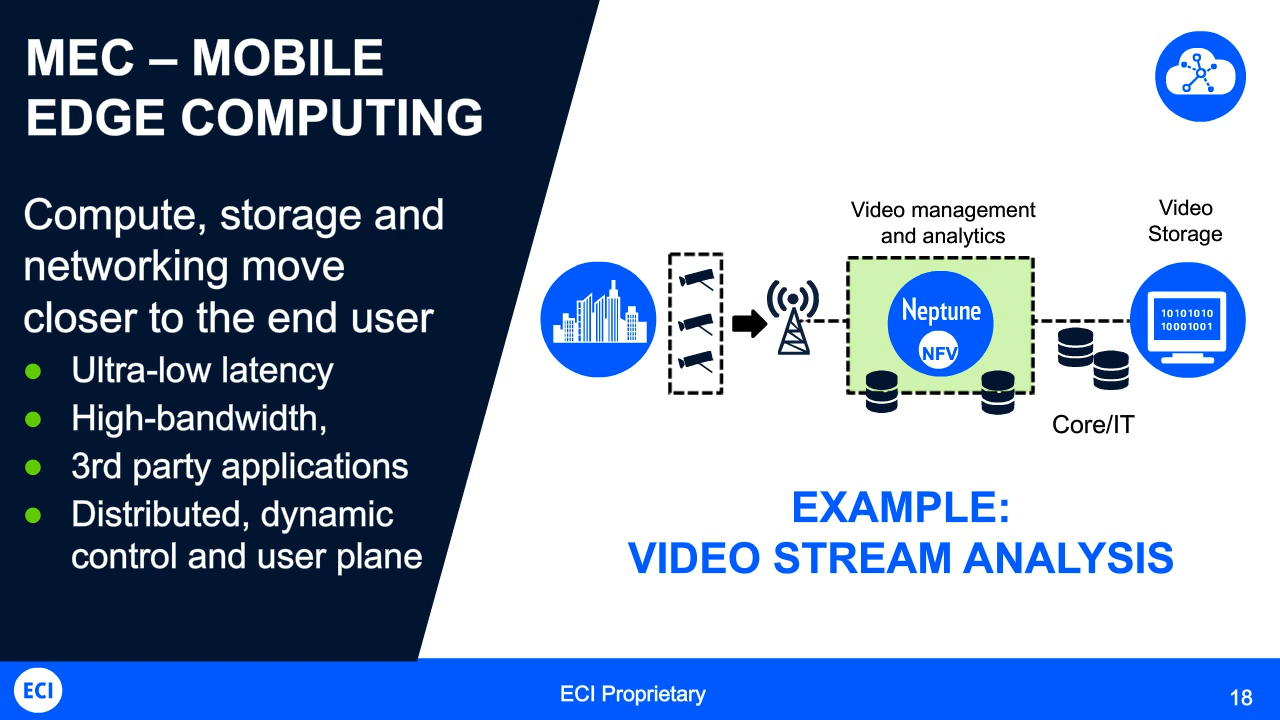 MEC – MOBILE
EDGE COMPUTING
Compute, storage and
networking move
closer to the end user
● Ultra-low latency
● High-bandwidth,
● 3rd party applications
● Distributed, dynamic
control and user plane
Video management
and analytics
Video
Storage
Neptune
NFV
10101010
10001001
Core/IT
EXAMPLE:
VIDEO STREAM ANALYSIS
ECI
ECI Proprietary
18